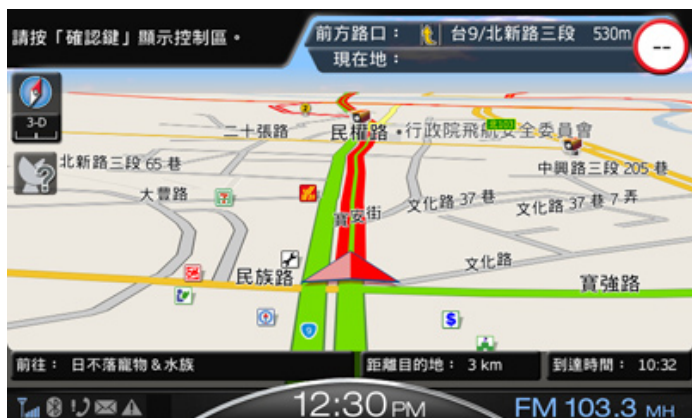 請按「確認鍵」顯示控制區。
前方路口： 台9/北新路三段 530m
現在地：
--
3-D
2
二十張路
民權路
行政院飛航安全委員會
北新路三段 65 巷
中興路三段 205 巷
大豐路
寶安街
文化路 37 巷
文化路 37 巷 7 弄
文化路
民族路
寶強路
9
$
前往： 日不落寵物＆水族
距離目的地： 3 km
到達時間： 10:32
12:30 PM
FM 103.3 MH